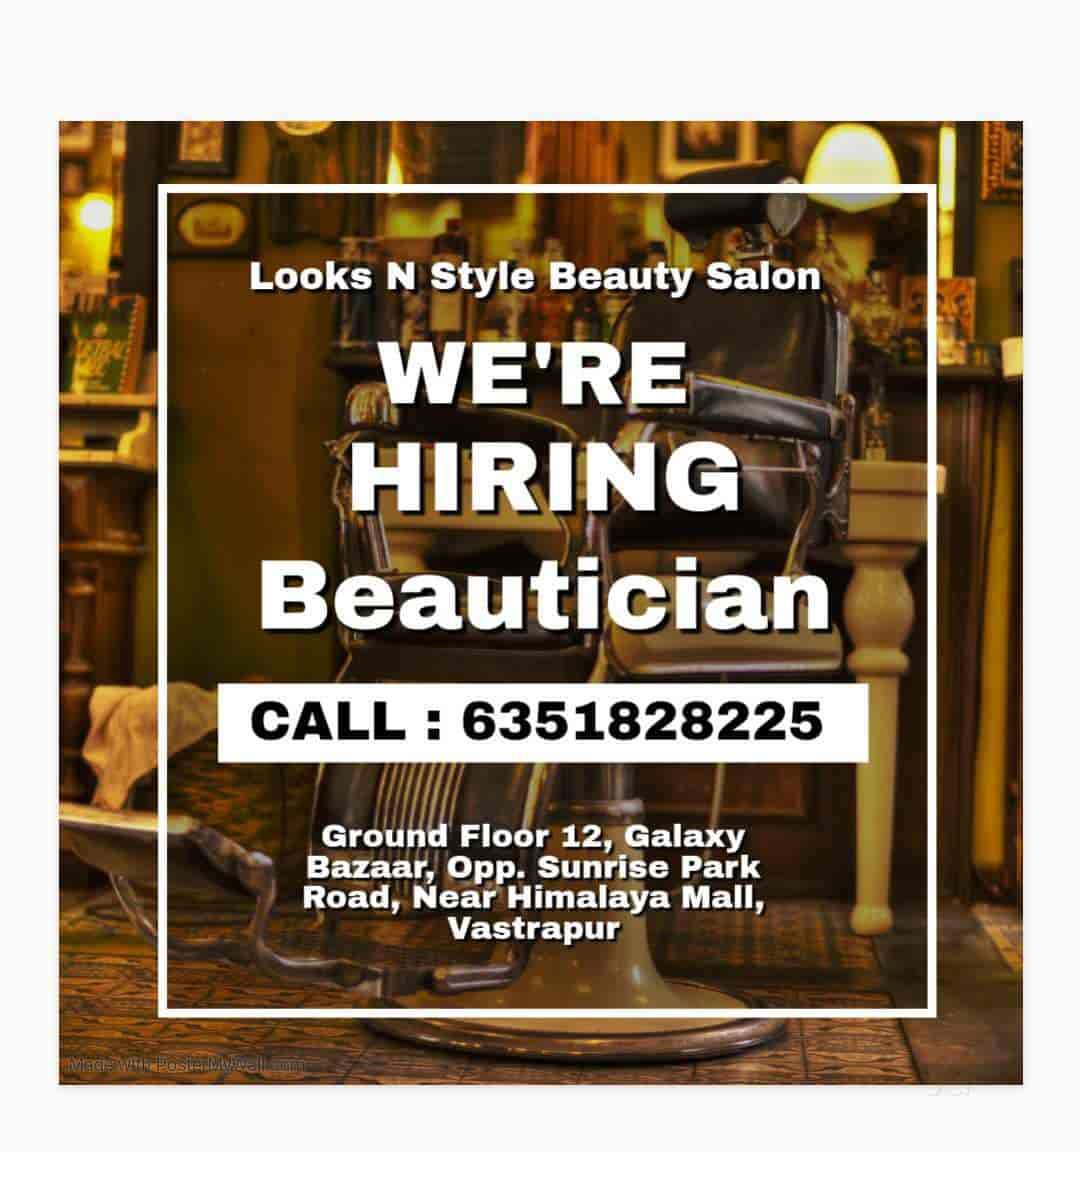 Looks N Style Beauty Salon
WE'RE
HIRING
Beautician
CALL : 6351828225
Ground Floor 12, Galaxy
Bazaar, Opp. Sunrise Park
Road, Near Himalaya Mall,
Vastrapur
Made with PosterMyWall.com